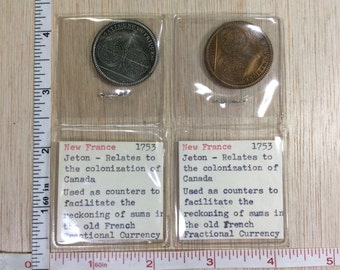 New France 1753
Jeton - Relates to
the colonization of
Canada
Used as counters to
facilitate the
reckoning of sums in
the old French
Fractional Currency
New France 1753
Jeton - Relates to
the colonization of
Canada
Used as counters to
facilitate the
reckoning of sums in
the old French
Fractional Currency